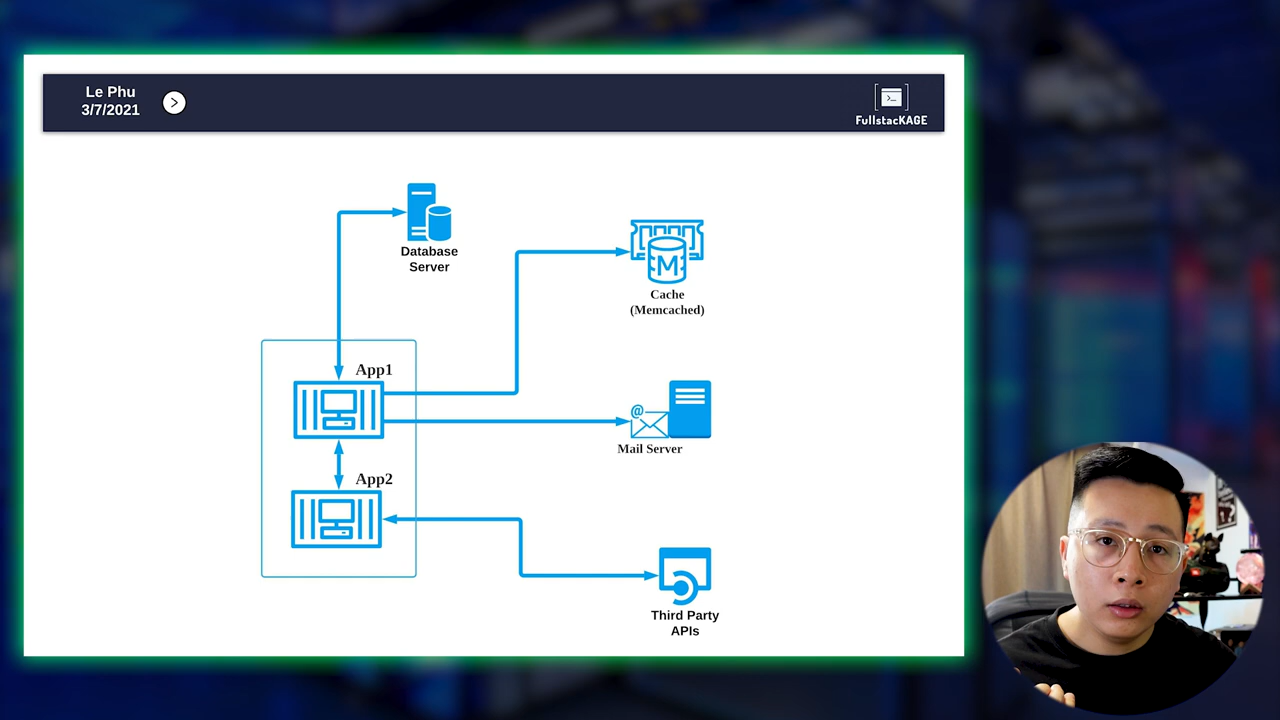 Le Phu
3/7/2021
>_
FullstacKAGE
Database
Server
M
Cache
(Memcached)
App1
@
Mail Server
App2
Third Party
APIs